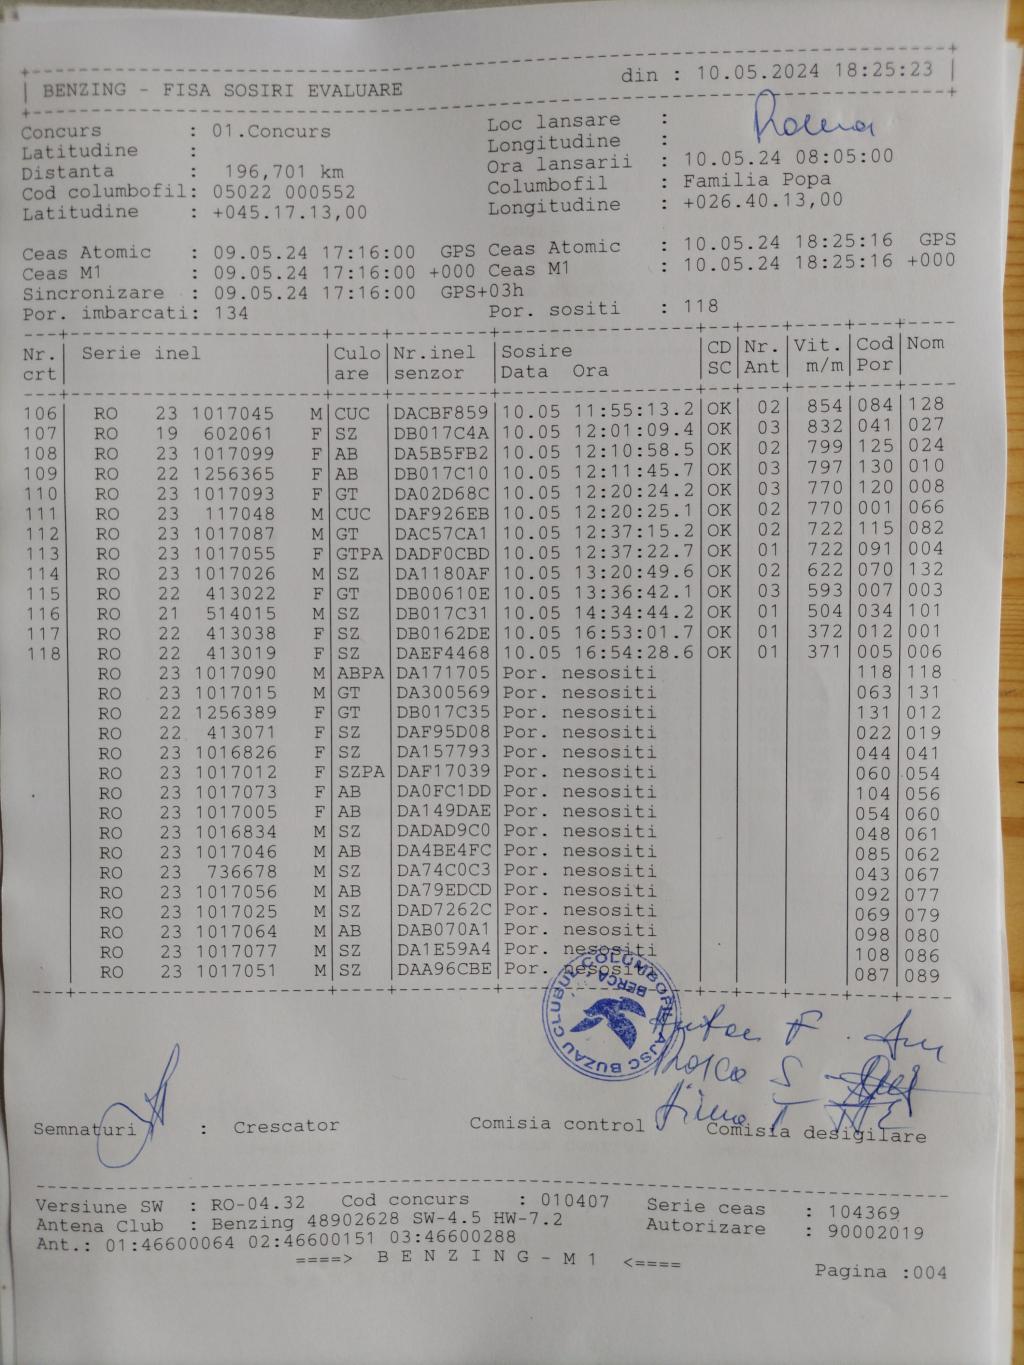 BENZING - FISA SOSIRI EVALUARE din : 10.05.2024 18:25:23
Concurs : 01.Concurs Loc lansare : Roma
Latitudine : Longitudine :
Distanta : 196,701 km Ora lansarii : 10.05.24 08:05:00
Cod columbofil: 05022 000552 Columbofil : Familia Popa
Latitudine : +045.17.13,00 Longitudine : +026.40.13,00
Ceas Atomic : 09.05.24 17:16:00 GPS Ceas Atomic : 10.05.24 18:25:16 GPS
Ceas M1 : 09.05.24 17:16:00 +000 Ceas M1 : 10.05.24 18:25:16 +000
Sincronizare : 09.05.24 17:16:00 GPS+03h
Por. imbarcati: 134 Por. sositi : 118
Nr. Serie inel Culo Nr.inel Sosire CD Nr. Vit. Cod Nom
crt are senzor Data Ora SC Ant m/m Por
106 RO 23 1017045 M CUC DACBF859 10.05 11:55:13.2 OK 02 854 084 128
107 RO 19 602061 F SZ DB017C4A 10.05 12:01:09.4 OK 03 832 041 027
108 RO 23 1017099 F AB DA5B5FB2 10.05 12:10:58.5 OK 02 799 125 024
109 RO 22 1256365 F AB DB017C10 10.05 12:11:45.7 OK 03 797 130 010
110 RO 23 1017093 F GT DA02D68C 10.05 12:20:24.2 OK 03 770 120 008
111 RO 23 117048 M CUC DAF926EB 10.05 12:20:25.1 OK 02 770 001 066
112 RO 23 1017087 M GT DAC57CA1 10.05 12:37:15.2 OK 02 722 115 082
113 RO 23 1017055 F GTPA DADF0CBD 10.05 12:37:22.7 OK 01 722 091 004
114 RO 23 1017026 M SZ DA1180AF 10.05 13:20:49.6 OK 02 622 070 132
115 RO 22 413022 F GT DB00610E 10.05 13:36:42.1 OK 03 593 007 003
116 RO 21 514015 M SZ DB017C31 10.05 14:34:44.2 OK 01 504 034 101
117 RO 22 413038 F SZ DB0162DE 10.05 16:53:01.7 OK 01 372 012 001
118 RO 22 413019 F SZ DAEF4468 10.05 16:54:28.6 OK 01 371 005 006
RO 23 1017090 M ABPA DA171705 Por. nesositi 118 118
RO 23 1017015 M GT DA300569 Por. nesositi 063 131
RO 22 1256389 F GT DB017C35 Por. nesositi 131 012
RO 22 413071 F SZ DAF95D08 Por. nesositi 022 019
RO 23 1016826 F SZ DA157793 Por. nesositi 044 041
RO 23 1017012 F SZPA DAF17039 Por. nesositi 060 054
RO 23 1017073 F AB DA0FC1DD Por. nesositi 104 056
RO 23 1017005 F AB DA149DAE Por. nesositi 054 060
RO 23 1016834 M SZ DADAD9C0 Por. nesositi 048 061
RO 23 1017046 M AB DA4BE4FC Por. nesositi 085 062
RO 23 736678 M SZ DA74C0C3 Por. nesositi 043 067
RO 23 1017056 M AB DA79EDCD Por. nesositi 092 077
RO 23 1017025 M SZ DAD7262C Por. nesositi 069 079
RO 23 1017064 M AB DAB070A1 Por. nesositi 098 080
RO 23 1017077 M SZ DA1E59A4 Por. nesositi 108 086
RO 23 1017051 M SZ DAA96CBE Por. nesositi 087 089
AJSC BUZAU CLUBUL COLUMBOFIL
BERCA
Semnaturi : Crescator Comisia control Comisia desigilare
Versiune SW : RO-04.32 Cod concurs : 010407 Serie ceas : 104369
Antena Club : Benzing 48902628 SW-4.5 HW-7.2 Autorizare : 90002019
Ant.: 01:46600064 02:46600151 03:46600288
====> B E N Z I N G - M 1 <====
Pagina :004